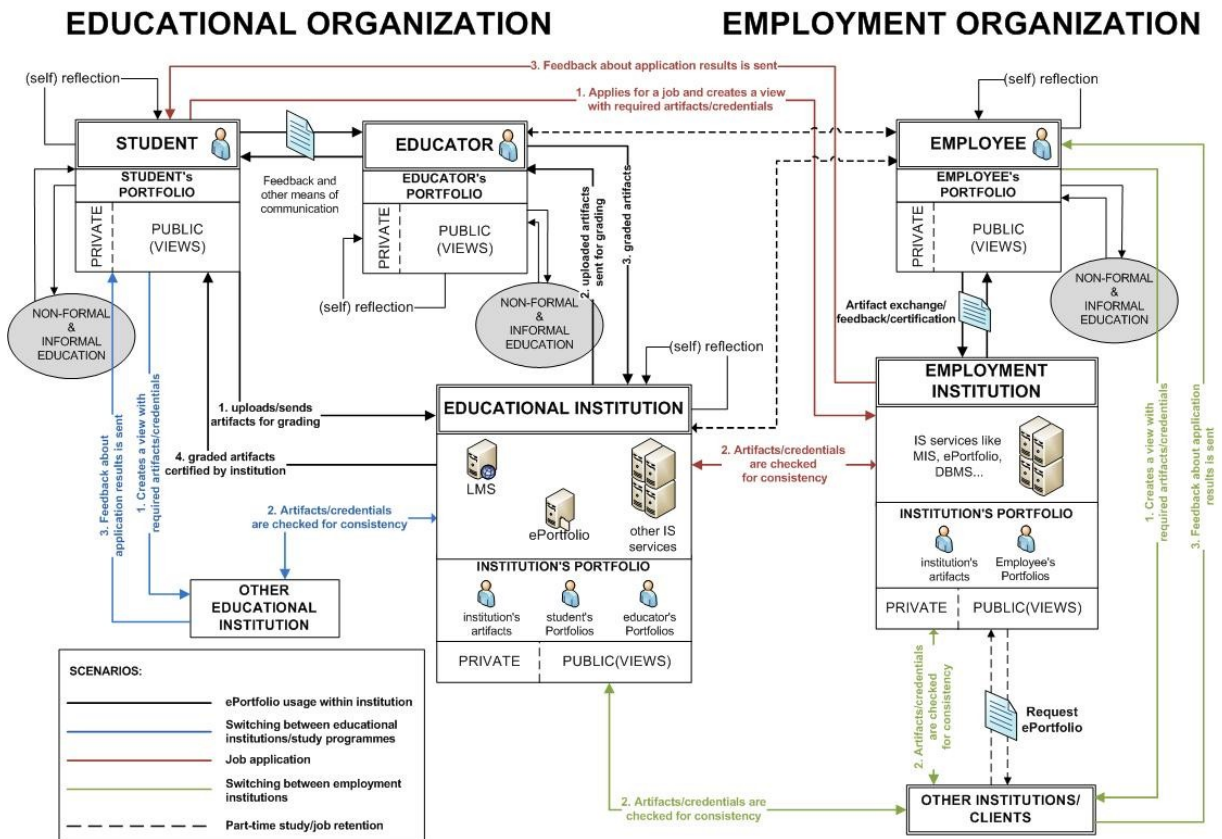 EDUCATIONAL ORGANIZATION
EMPLOYMENT ORGANIZATION
3. Feedback about application results is sent
(self) reflection
(self) reflection
1. Applies for a job and creates a view
with required artifacts/credentials
STUDENT
EDUCATOR
EMPLOYEE
STUDENT's
PORTFOLIO
Feedback and
other means of
communication
EDUCATOR's
PORTFOLIO
EMPLOYEE's
PORTFOLIO
PRIVATE
PUBLIC
(VIEWS)
PRIVATE
PUBLIC
(VIEWS)
2. uploaded artifacts
sent for grading
3. graded artifacts
PRIVATE
PUBLIC
(VIEWS)
(self) reflection
NON-FORMAL
&
INFORMAL
EDUCATION
NON-FORMAL
&
INFORMAL
EDUCATION
NON-FORMAL
&
INFORMAL
EDUCATION
Artifact exchange/
feedback/certification
(self) reflection
EDUCATIONAL INSTITUTION
EMPLOYMENT
INSTITUTION
1. uploads/sends
artifacts for grading
4. graded artifacts
certified by institution
3. Feedback about
application results is sent
1. Creates a view with
required artifacts/credentials
LMS
ePortfolio
other IS
services
2. Artifacts/credentials
are checked
for consistency
IS services like
MIS, ePortfolio,
DBMS...
1. Creates a view with
required artifacts/credentials
3. Feedback about application
results is sent
2. Artifacts/credentials
are checked for consistency
INSTITUTION'S PORTFOLIO
institution's
artifacts
Employee's
Portfolios
PRIVATE
PUBLIC(VIEWS)
OTHER
EDUCATIONAL
INSTITUTION
INSTITUTION'S PORTFOLIO
institution's
artifacts
student's
Portfolios
educator's
Portfolios
PRIVATE
PUBLIC(VIEWS)
SCENARIOS:
ePortfolio usage within institution
Switching between educational
institutions/study programmes
Job application
Switching between employment
institutions
Part-time study/job retention
2. Artifacts/credentials
are checked
for consistency
Request
ePortfolio
2. Artifacts/credentials are
checked for consistency
OTHER INSTITUTIONS/
CLIENTS